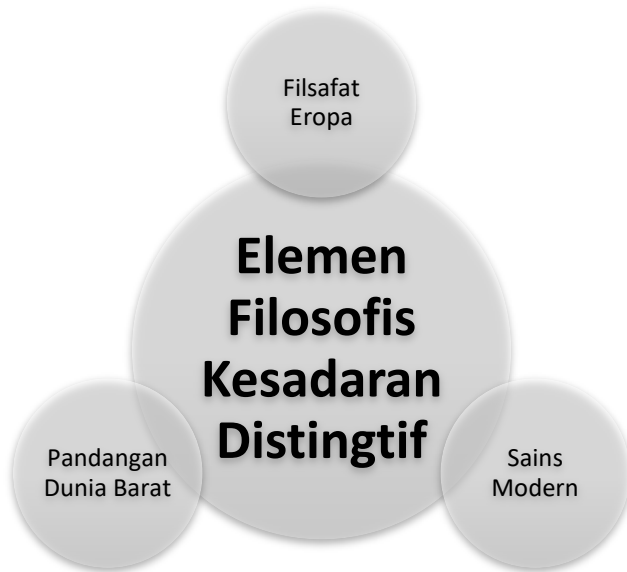 Filsafat
Eropa
Elemen
Filosofis
Kesadaran
Distingtif
Pandangan
Dunia Barat
Sains
Modern